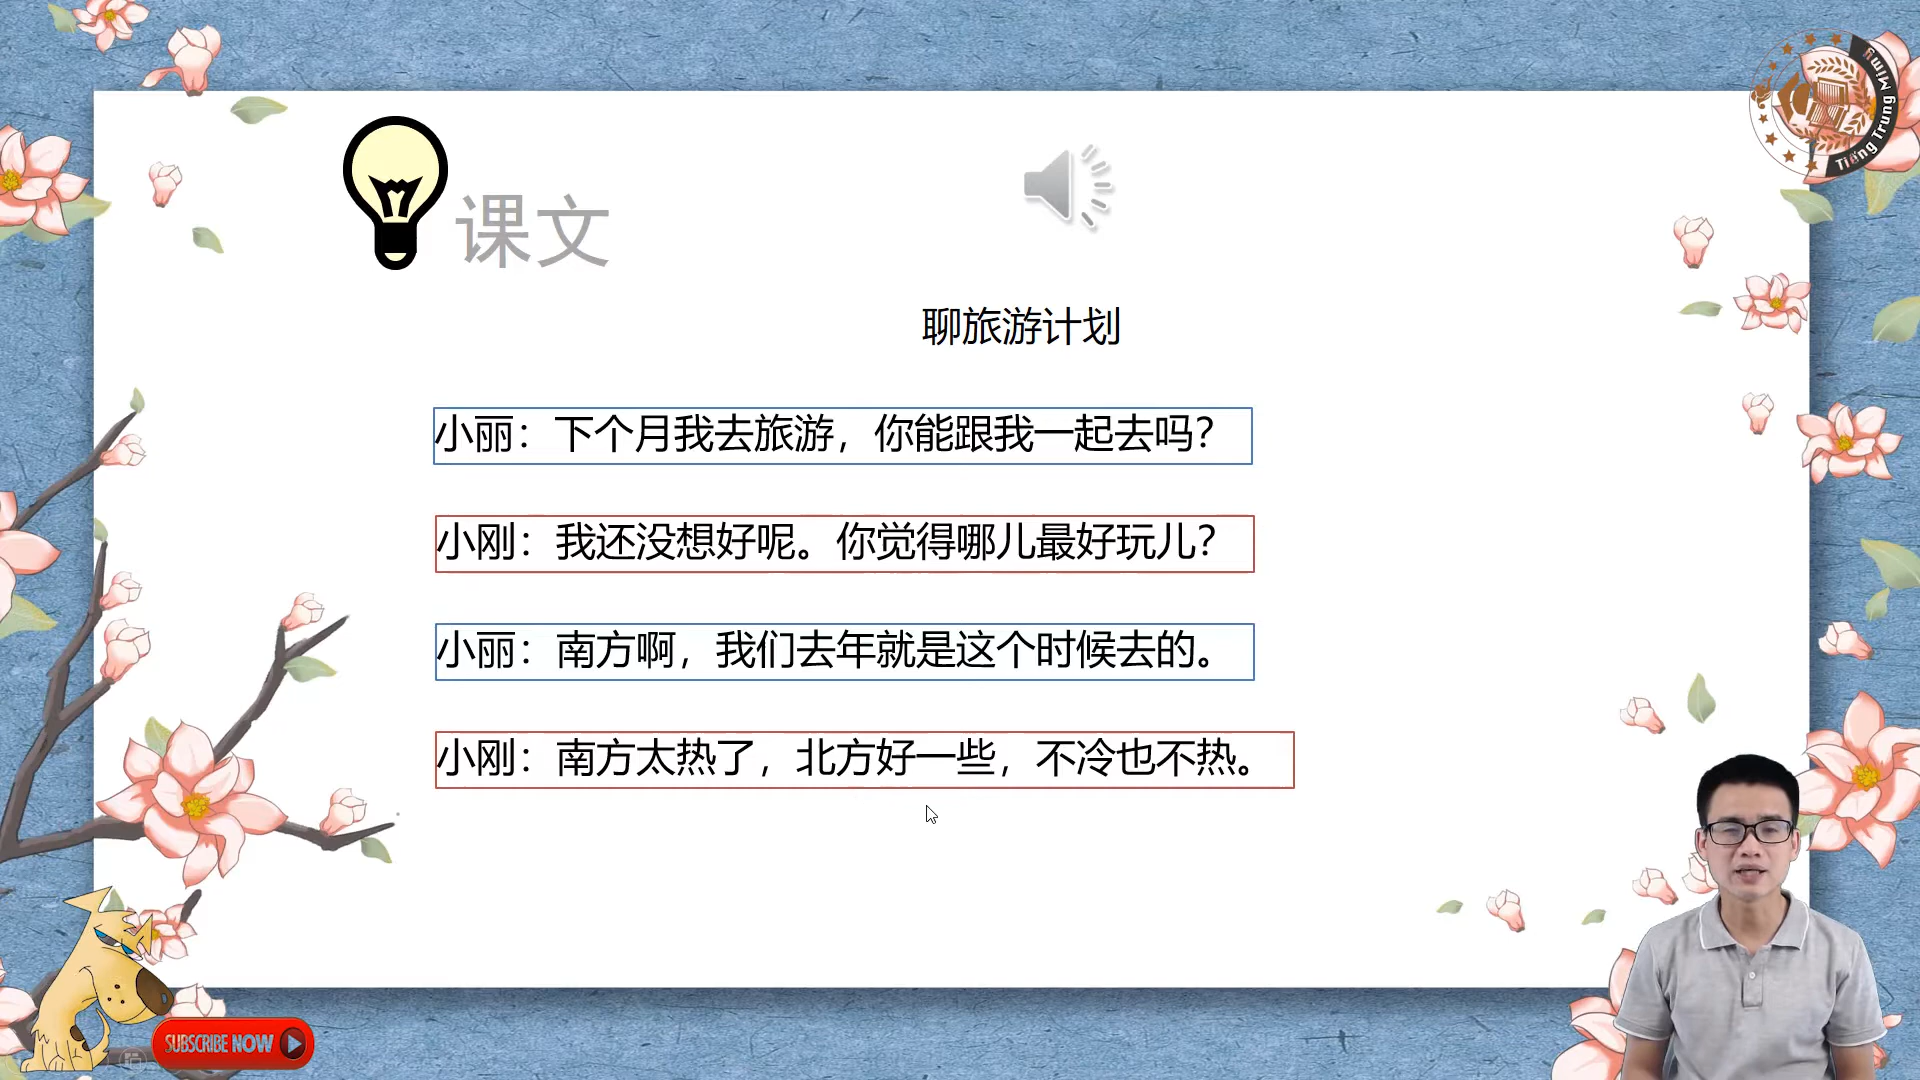 课文
Tiếng Trung Mimy
聊旅游计划
小丽：下个月我去旅游，你能跟我一起去吗？
小刚：我还没想好呢。你觉得哪儿最好玩儿？
小丽：南方啊，我们去年就是这个时候去的。
小刚：南方太热了，北方好一些，不冷也不热。
SUBSCRIBE NOW